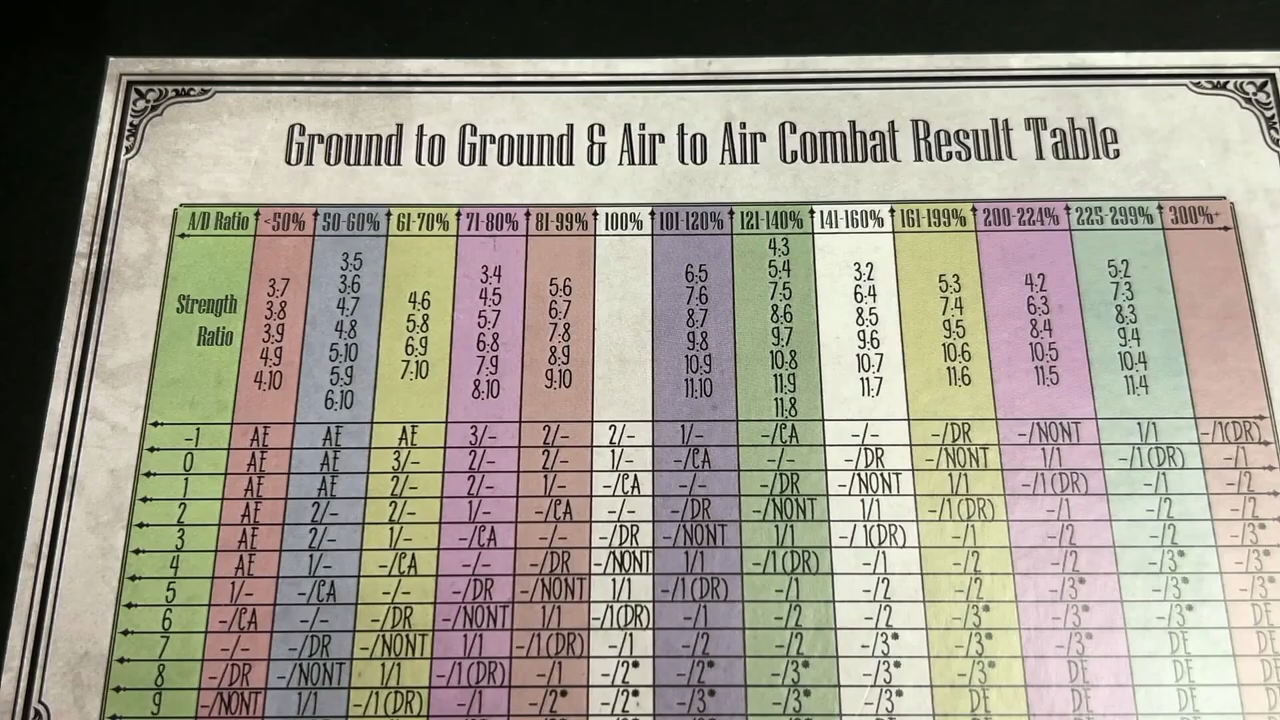 Ground to Ground & Air to Air Combat Result Table
A/D Ratio <50% 50-60% 61-70% 71-80% 81-99% 100% 101-120% 121-140% 141-160% 161-199% 200-224% 225-299% 300%+
Strength Ratio
3:7 3:8 3:9 4:9 4:10
3:5 3:6 4:7 4:8 5:10 5:9 6:10
4:6 5:8 6:9 7:10
3:4 4:5 5:7 6:8 7:9 8:10
5:6 6:7 7:8 8:9 9:10
6:5 7:6 8:7 9:8 10:9 11:10
4:3 5:4 7:5 8:6 9:7 10:8 11:9 11:8
3:2 6:4 8:5 9:6 10:7 11:7
5:3 7:4 9:5 10:6 11:6
4:2 6:3 8:4 10:5 11:5
5:2 7:3 8:3 9:4 10:4 11:4
-1 AE AE AE 3/- 2/- 2/- 1/- -/CA -/- -/DR -/NONT 1/1 -/1(DR)
0 AE AE 3/- 2/- 2/- 1/- -/CA -/- -/DR -/NONT 1/1 -/1(DR) -/1
1 AE AE 2/- 2/- 1/- -/CA -/- -/DR -/NONT 1/1 -/1(DR) -/1 -/2
2 AE 2/- 2/- 1/- -/CA -/- -/DR -/NONT 1/1 -/1(DR) -/1 -/2 -/2
3 AE 2/- 1/- -/CA -/- -/DR -/NONT 1/1 -/1(DR) -/1 -/2 -/2 -/3*
4 AE 1/- -/CA -/- -/DR -/NONT 1/1 -/1(DR) -/1 -/2 -/2 -/3* -/3*
5 1/- -/CA -/- -/DR -/NONT 1/1 -/1(DR) -/1 -/2 -/2 -/3* -/3* -/3*
6 -/CA -/- -/DR -/NONT 1/1 -/1(DR) -/1 -/2 -/2 -/3* -/3* -/3* DE
7 -/- -/DR -/NONT 1/1 -/1(DR) -/1 -/2 -/2 -/3* -/3* -/3* DE DE
8 -/DR -/NONT 1/1 -/1(DR) -/1 -/2* -/2* -/3* -/3* -/3* DE DE DE
9 -/NONT 1/1 -/1(DR) -/1 -/2* -/2* -/3* -/3* -/3* DE DE DE DE